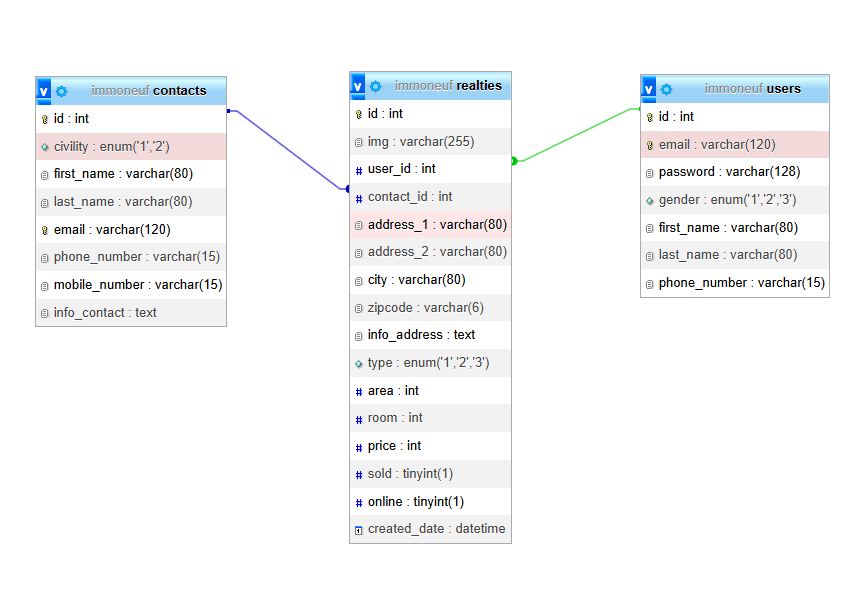 v immoneuf contacts
id : int
civility : enum('1','2')
first_name : varchar(80)
last_name : varchar(80)
email : varchar(120)
phone_number : varchar(15)
mobile_number : varchar(15)
info_contact : text
v immoneuf realties
id : int
img : varchar(255)
# user_id : int
# contact_id : int
address_1 : varchar(80)
address_2 : varchar(80)
city : varchar(80)
zipcode : varchar(6)
info_address : text
type : enum('1','2','3')
# area : int
# room : int
# price : int
# sold : tinyint(1)
# online : tinyint(1)
created_date : datetime
v immoneuf users
id : int
email : varchar(120)
password : varchar(128)
gender : enum('1','2','3')
first_name : varchar(80)
last_name : varchar(80)
phone_number : varchar(15)